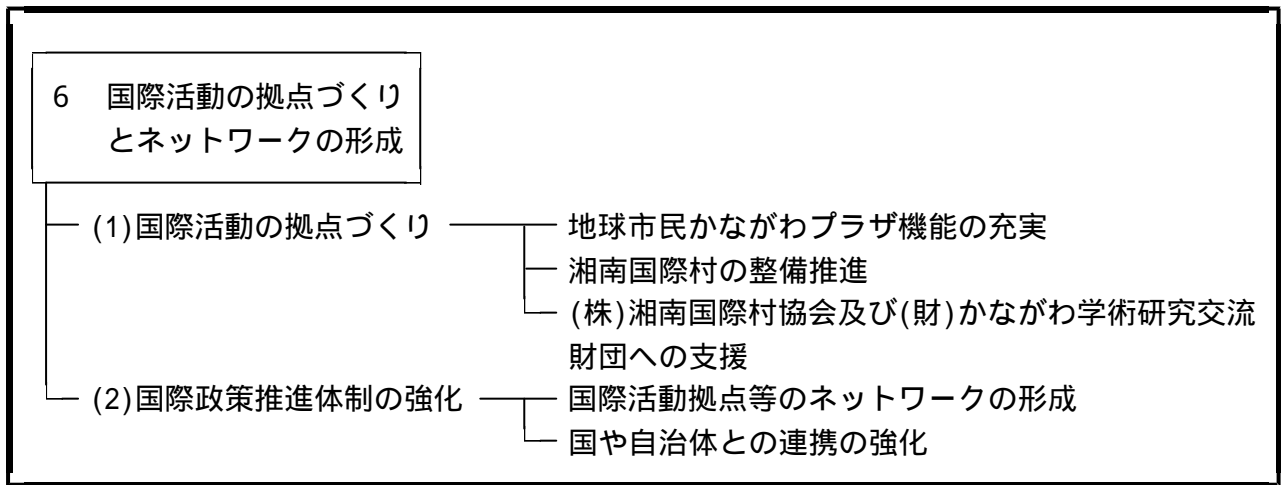 6 国際活動の拠点づくり
とネットワークの形成
(1)国際活動の拠点づくり
地球市民かながわプラザ機能の充実
湘南国際村の整備推進
(株)湘南国際村協会及び(財)かながわ学術研究交流
財団への支援
(2)国際政策推進体制の強化
国際活動拠点等のネットワークの形成
国や自治体との連携の強化